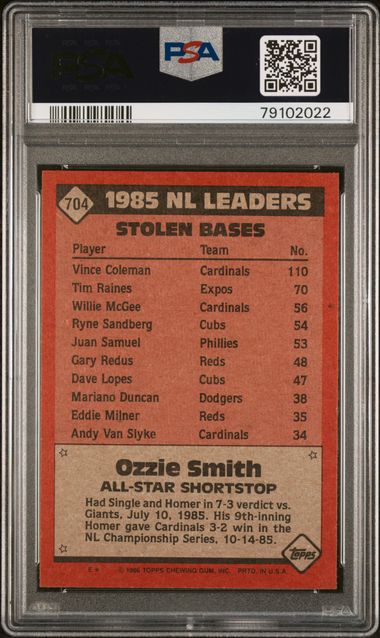 PSA
PSA
79102022
704 1985 NL LEADERS
STOLEN BASES
Player Team No.
Vince Coleman Cardinals 110
Tim Raines Expos 70
Willie McGee Cardinals 56
Ryne Sandberg Cubs 54
Juan Samuel Phillies 53
Gary Redus Reds 48
Dave Lopes Cubs 47
Mariano Duncan Dodgers 38
Eddie Milner Reds 35
Andy Van Slyke Cardinals 34
Ozzie Smith
ALL-STAR SHORTSTOP
Had Single and Homer in 7-3 verdict vs.
Giants, July 10, 1985. His 9th-inning
Homer gave Cardinals 3-2 win in the
NL Championship Series, 10-14-85.
topps
E* © 1986 TOPPS CHEWING GUM, INC. PRTD. IN U.S.A.